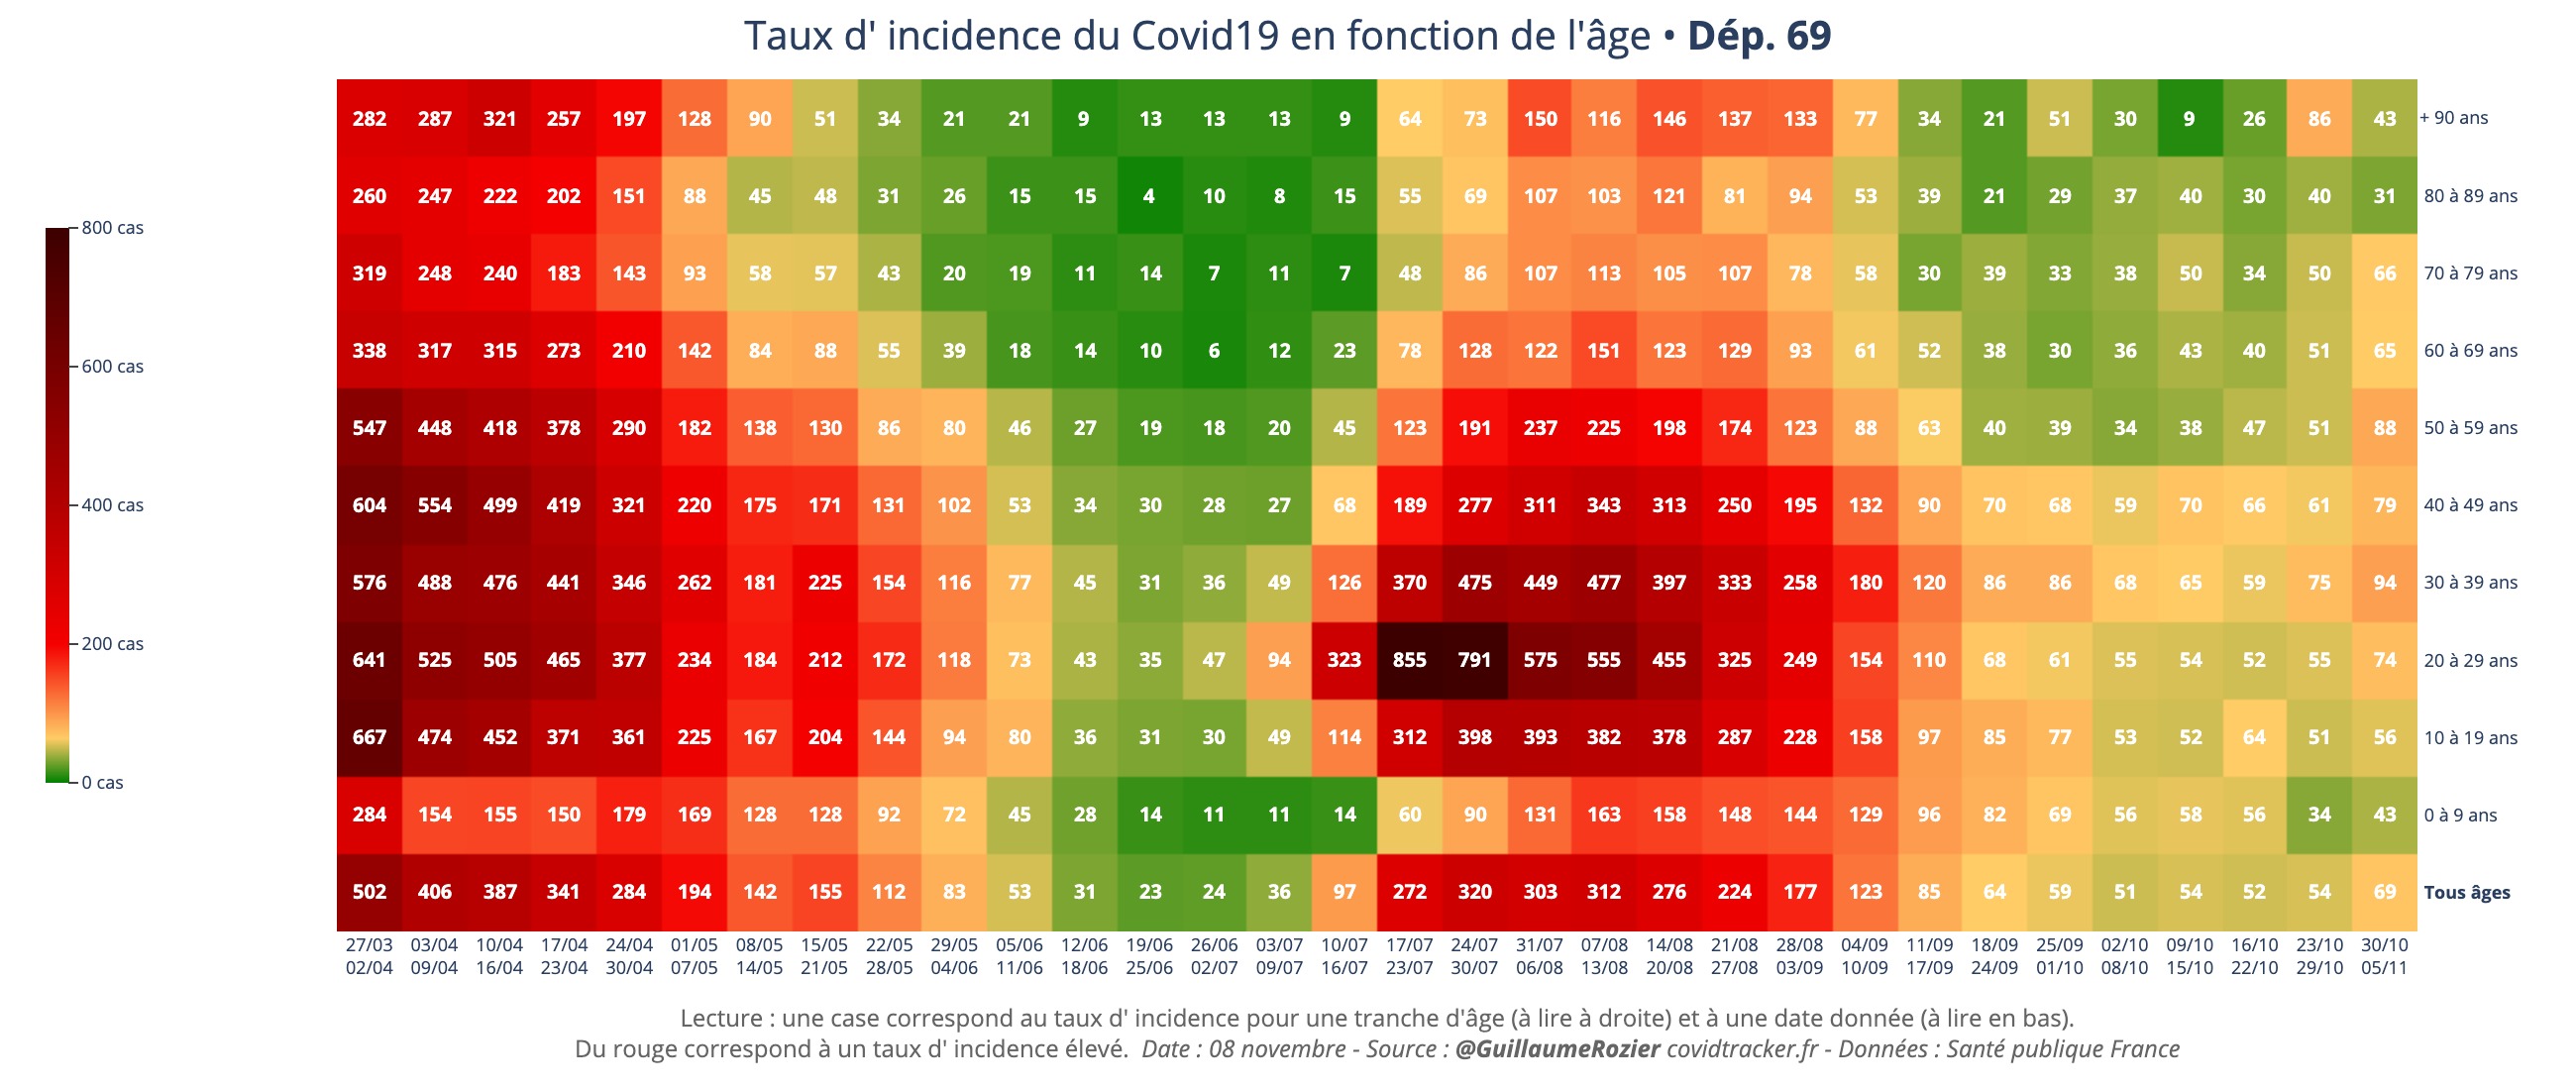 Taux d' incidence du Covid19 en fonction de l'âge • Dép. 69
282 287 321 257 197 128 90 51 34 21 21 9 13 13 13 9 64 73 150 116 146 137 133 77 34 21 51 30 9 26 86 43 + 90 ans
260 247 222 202 151 88 45 48 31 26 15 15 4 10 8 15 55 69 107 103 121 81 94 53 39 21 29 37 40 30 40 31 80 à 89 ans
800 cas
319 248 240 183 143 93 58 57 43 20 19 11 14 7 11 7 48 86 107 113 105 107 78 58 30 39 33 38 50 34 50 66 70 à 79 ans
338 317 315 273 210 142 84 88 55 39 18 14 10 6 12 23 78 128 122 151 123 129 93 61 52 38 30 36 43 40 51 65 60 à 69 ans
600 cas
547 448 418 378 290 182 138 130 86 80 46 27 19 18 20 45 123 191 237 225 198 174 123 88 63 40 39 34 38 47 51 88 50 à 59 ans
400 cas
604 554 499 419 321 220 175 171 131 102 53 34 30 28 27 68 189 277 311 343 313 250 195 132 90 70 68 59 70 66 61 79 40 à 49 ans
576 488 476 441 346 262 181 225 154 116 77 45 31 36 49 126 370 475 449 477 397 333 258 180 120 86 86 68 65 59 75 94 30 à 39 ans
200 cas
641 525 505 465 377 234 184 212 172 118 73 43 35 47 94 323 855 791 575 555 455 325 249 154 110 68 61 55 54 52 55 74 20 à 29 ans
667 474 452 371 361 225 167 204 144 94 80 36 31 30 49 114 312 398 393 382 378 287 228 158 97 85 77 53 52 64 51 56 10 à 19 ans
0 cas
284 154 155 150 179 169 128 128 92 72 45 28 14 11 11 14 60 90 131 163 158 148 144 129 96 82 69 56 58 56 34 43 0 à 9 ans
502 406 387 341 284 194 142 155 112 83 53 31 23 24 36 97 272 320 303 312 276 224 177 123 85 64 59 51 54 52 54 69 Tous âges
27/03 03/04 10/04 17/04 24/04 01/05 08/05 15/05 22/05 29/05 05/06 12/06 19/06 26/06 03/07 10/07 17/07 24/07 31/07 07/08 14/08 21/08 28/08 04/09 11/09 18/09 25/09 02/10 09/10 16/10 23/10 30/10
02/04 09/04 16/04 23/04 30/04 07/05 14/05 21/05 28/05 04/06 11/06 18/06 25/06 02/07 09/07 16/07 23/07 30/07 06/08 13/08 20/08 27/08 03/09 10/09 17/09 24/09 01/10 08/10 15/10 22/10 29/10 05/11
Lecture : une case correspond au taux d' incidence pour une tranche d'âge (à lire à droite) et à une date donnée (à lire en bas).
Du rouge correspond à un taux d' incidence élevé. Date : 08 novembre - Source : @GuillaumeRozier covidtracker.fr - Données : Santé publique France